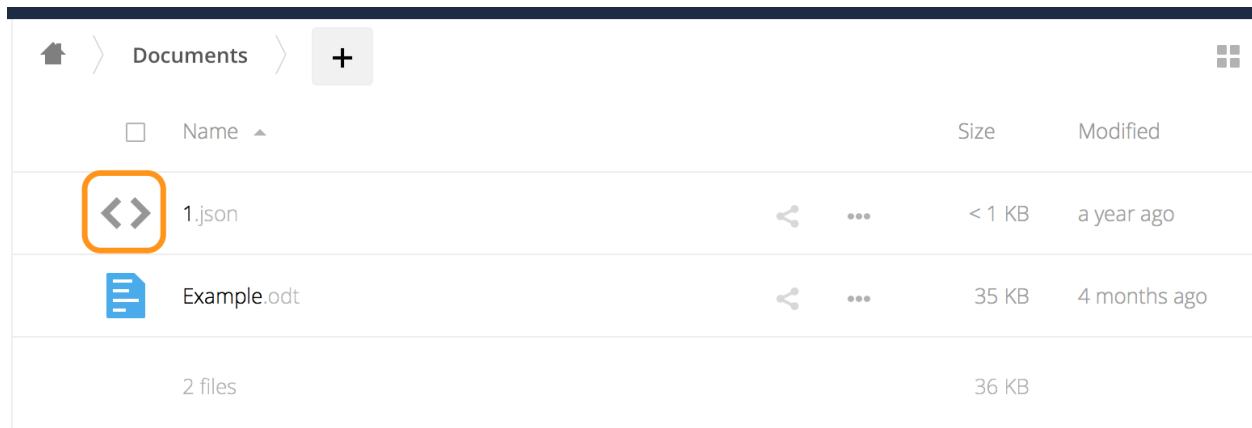 Documents +
Name Size Modified
1.json < 1 KB a year ago
Example.odt 35 KB 4 months ago
2 files 36 KB